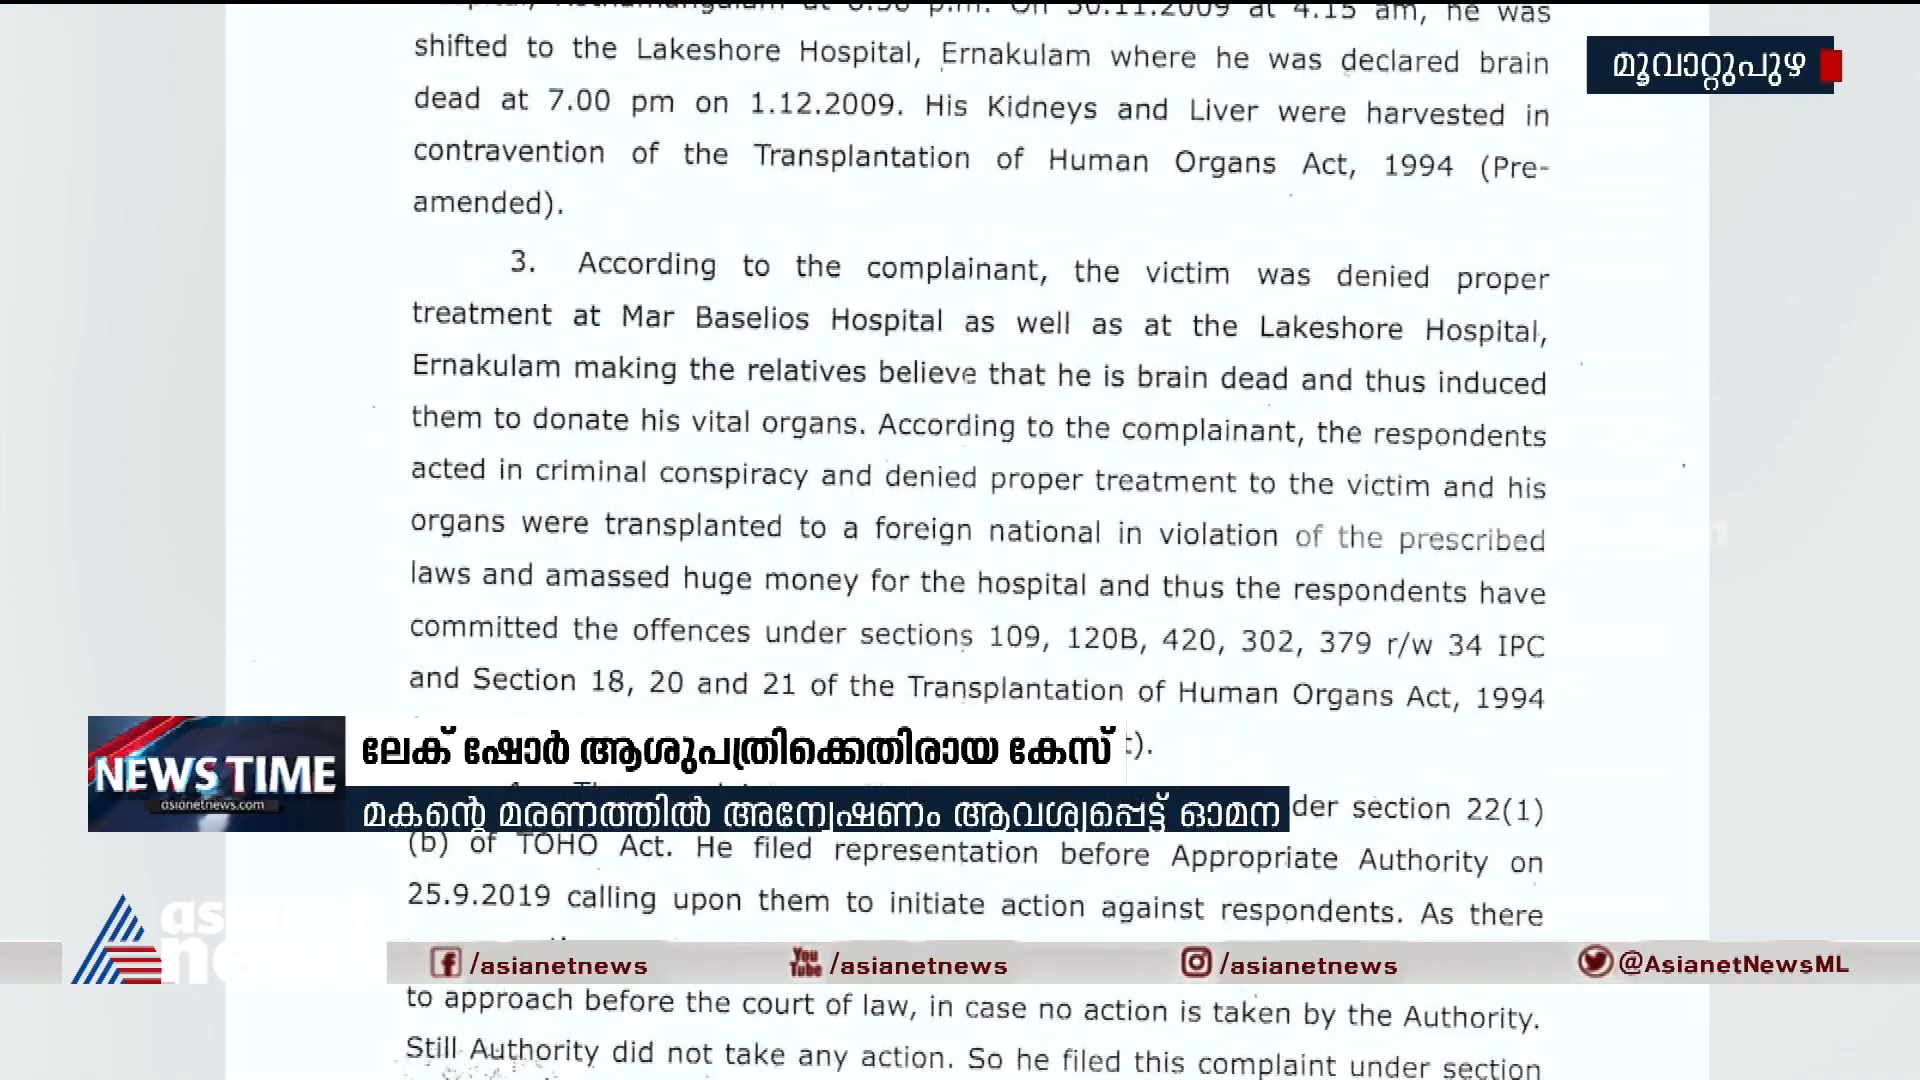 shifted to the Lakeshore Hospital, Ernakulam where he was declared brain
dead at 7.00 pm on 1.12.2009. His Kidneys and Liver were harvested in
contravention of the Transplantation of Human Organs Act, 1994 (Pre-
amended).
മൂവാറ്റുപുഴ
3. According to the complainant, the victim was denied proper
treatment at Mar Baselios Hospital as well as at the Lakeshore Hospital,
Ernakulam making the relatives believe that he is brain dead and thus induced
them to donate his vital organs. According to the complainant, the respondents
acted in criminal conspiracy and denied proper treatment to the victim and his
organs were transplanted to a foreign national in violation of the prescribed
laws and amassed huge money for the hospital and thus the respondents have
committed the offences under sections 109, 120B, 420, 302, 379 r/w 34 IPC
and Section 18, 20 and 21 of the Transplantation of Human Organs Act, 1994
NEWS TIME
asianetnews.com
ലേക് ഷോർ ആശുപത്രിക്കെതിരായ കേസ്
മകന്റെ മരണത്തിൽ അന്വേഷണം ആവശ്യപ്പെട്ട് ഓമന
section 22(1)
(b) of TOHO Act. He filed representation before Appropriate Authority on
25.9.2019 calling upon them to initiate action against respondents. As there
asianet
news
/asianetnews
You Tube /asianetnews
/asianetnews
@AsianetNewsML
to approach before the court of law, in case no action is taken by the Authority.
Still Authority did not take any action. So he filed this complaint under section